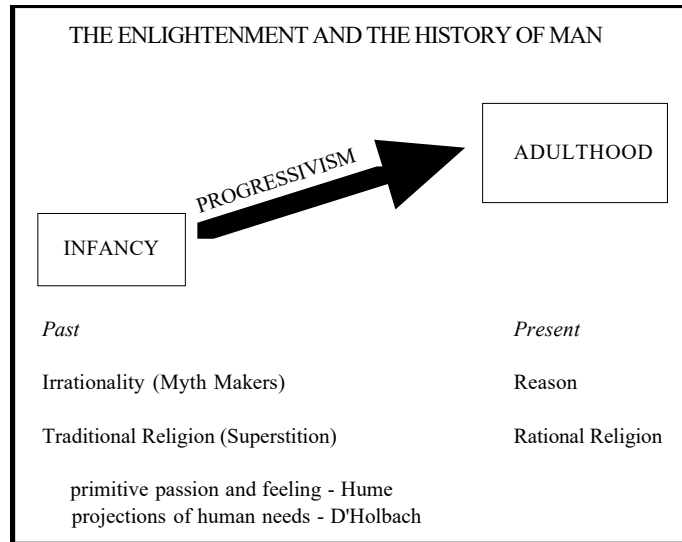 THE ENLIGHTENMENT AND THE HISTORY OF MAN
ADULTHOOD
PROGRESSIVISM
INFANCY
Past Present
Irrationality (Myth Makers) Reason
Traditional Religion (Superstition) Rational Religion
primitive passion and feeling - Hume
projections of human needs - D'Holbach